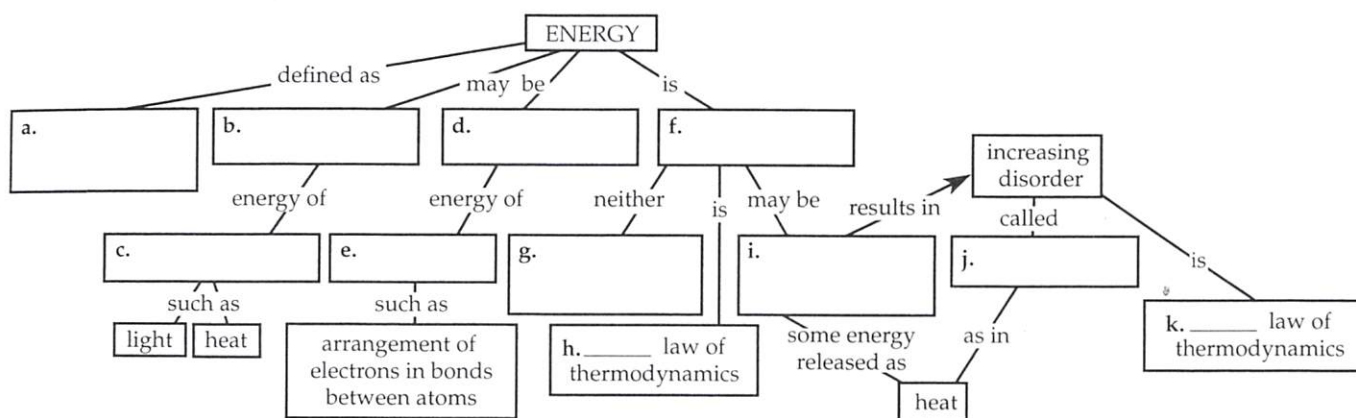 ENERGY
defined as
may be
is
a.
b.
d.
f.
increasing
disorder
energy of
energy of
neither
is
may be
results in
called
is
c.
e.
g.
i.
j.
such as
such as
light
heat
arrangement of
electrons in bonds
between atoms
h. ______ law of
thermodynamics
some energy
released as
as in
heat
k. ______ law of
thermodynamics